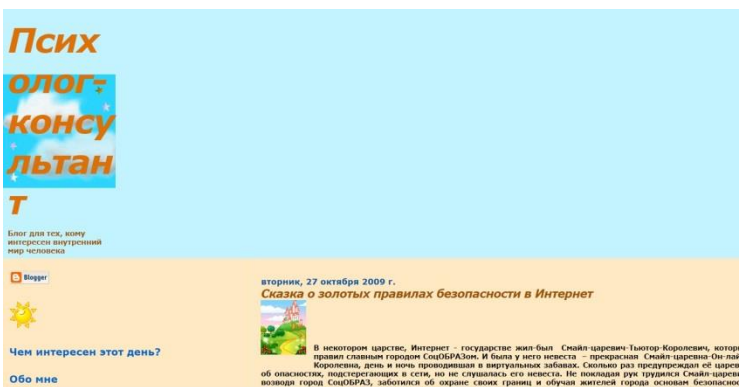 Псих
олог-
консу
льтан
т
Блог для тех, кому
интересен внутренний
мир человека
Blogger
Чем интересен этот день?
Обо мне
вторник, 27 октября 2009 г.
Сказка о золотых правилах безопасности в Интернет
В некотором царстве, Интернет - государстве жил-был Смайл-царевич-Тьютор-Королевич, котор
правил славным городом СоцОБРАЗом. И была у него невеста – прекрасная Смайл-царевна-Он-лай
Королевна, день и ночь проводившая в виртуальных забавах. Сколько раз предупреждал её царев
об опасностях, подстерегающих в сети, но не слушалась его невеста. Не покладая рук трудился Смайл-цареви
возводя город СоцОБРАЗ, заботился об охране своих границ и обучая жителей города основам безопасно